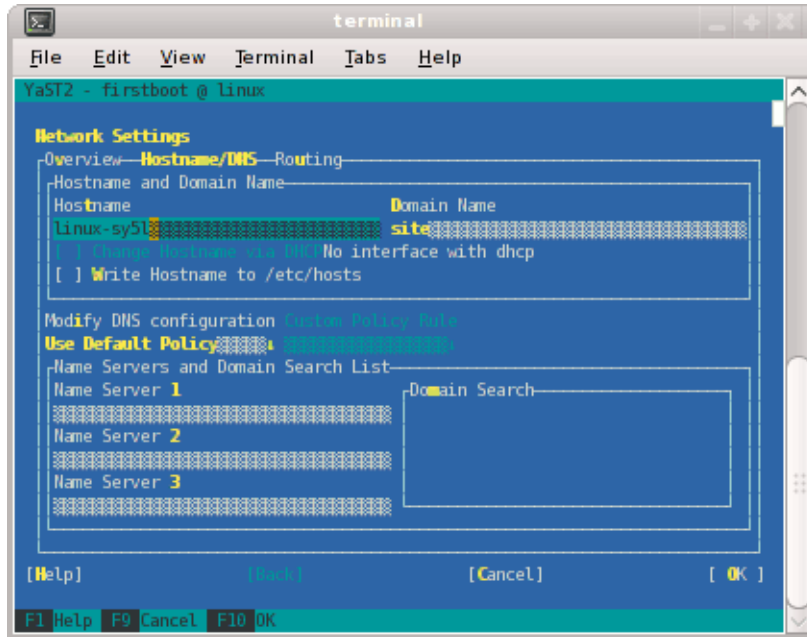 terminal
File Edit View Terminal Tabs Help
YaST2 - firstboot @ linux
Network Settings
Overview Hostname/DNS Routing
Hostname and Domain Name
Hostname Domain Name
linux-sy5l site
[ ] Change Hostname via DHCP No interface with dhcp
[ ] Write Hostname to /etc/hosts
Modify DNS configuration Custom Policy Rule
Use Default Policy
Name Servers and Domain Search List
Name Server 1 Domain Search
Name Server 2
Name Server 3
[Help] [Back] [Cancel] [ OK ]
F1 Help F9 Cancel F10 OK